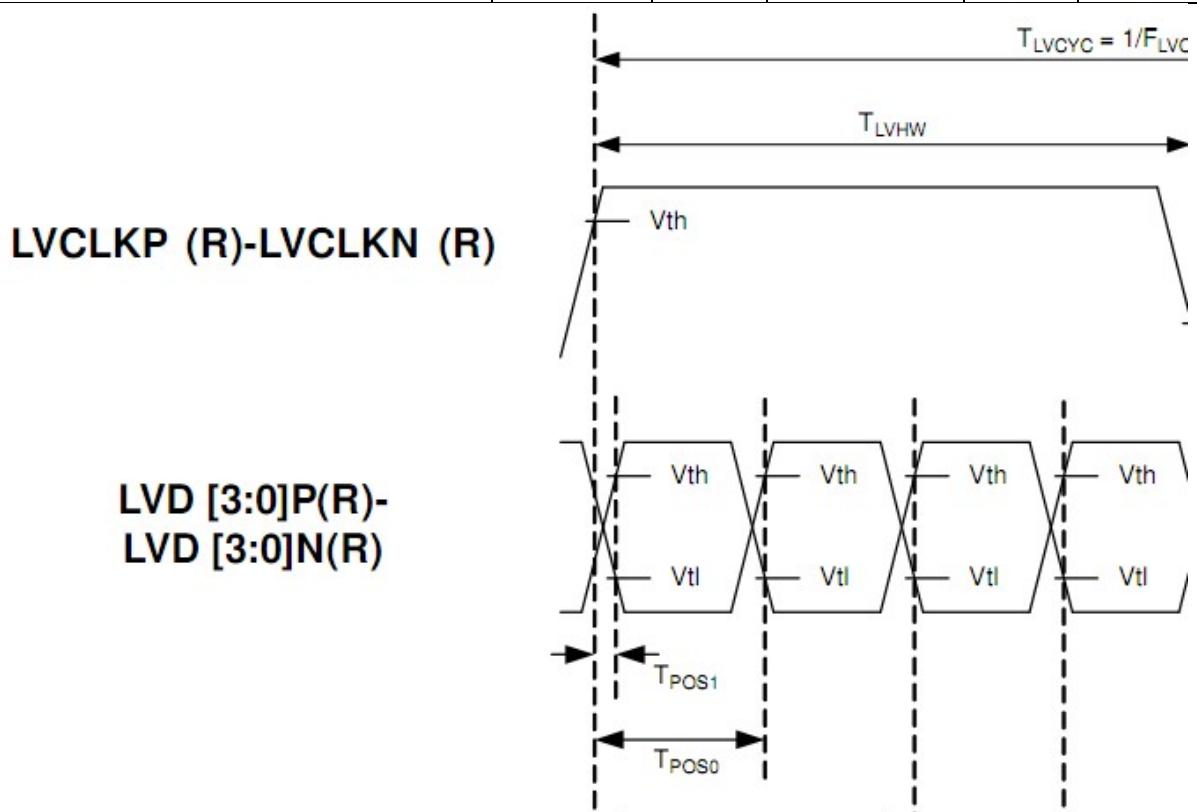 TLVCYC = 1/FLVC
TLVHW
LVCLKP (R)-LVCLKN (R)
Vth
LVD [3:0]P(R)-
LVD [3:0]N(R)
Vth Vth Vth Vth
Vtl Vtl Vtl Vtl
TPOS1
TPOS0